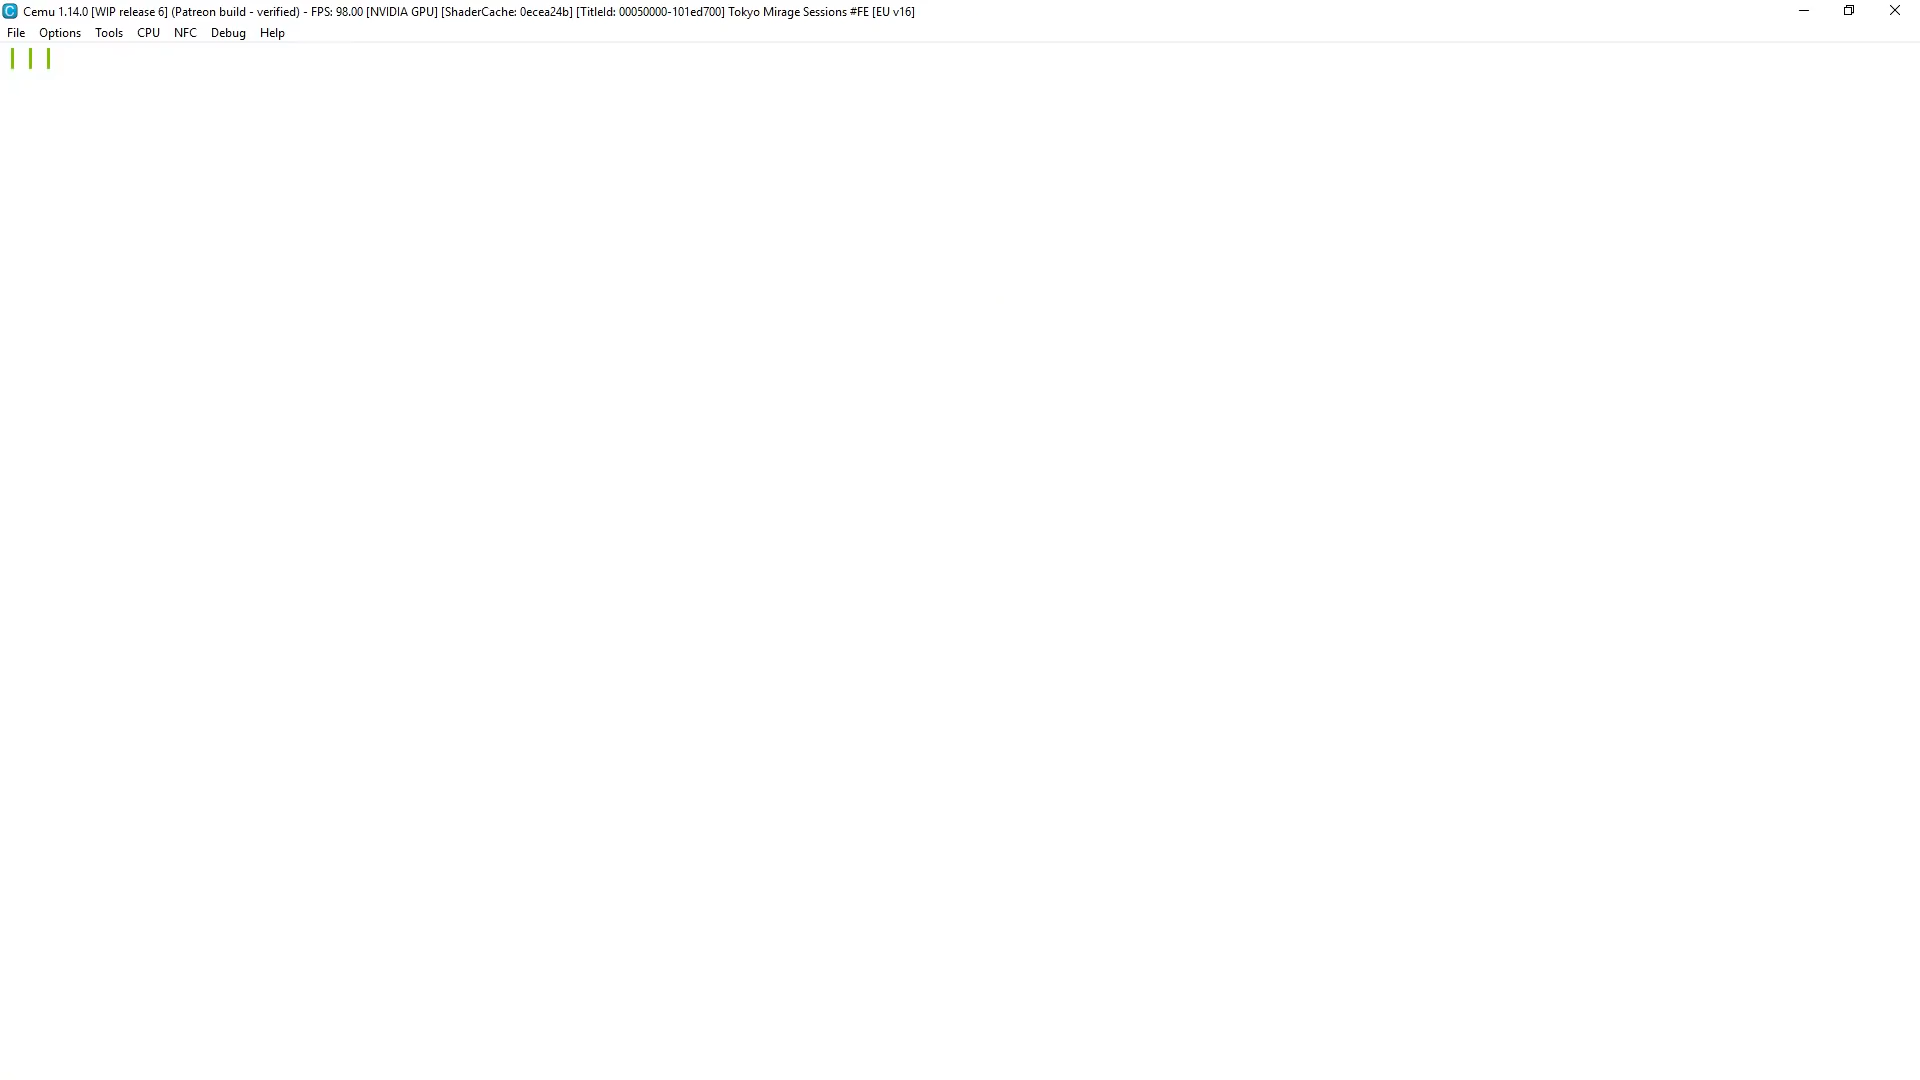 Cemu 1.14.0 [WIP release 6] (Patreon build - verified) - FPS: 98.00 [NVIDIA GPU] [ShaderCache: 0ecea24b] [TitleId: 00050000-101ed700] Tokyo Mirage Sessions #FE [EU v16]
File Options Tools CPU NFC Debug Help